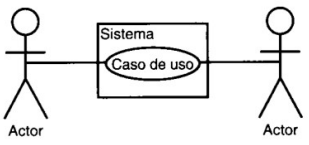 Sistema
Caso de uso
Actor
Actor